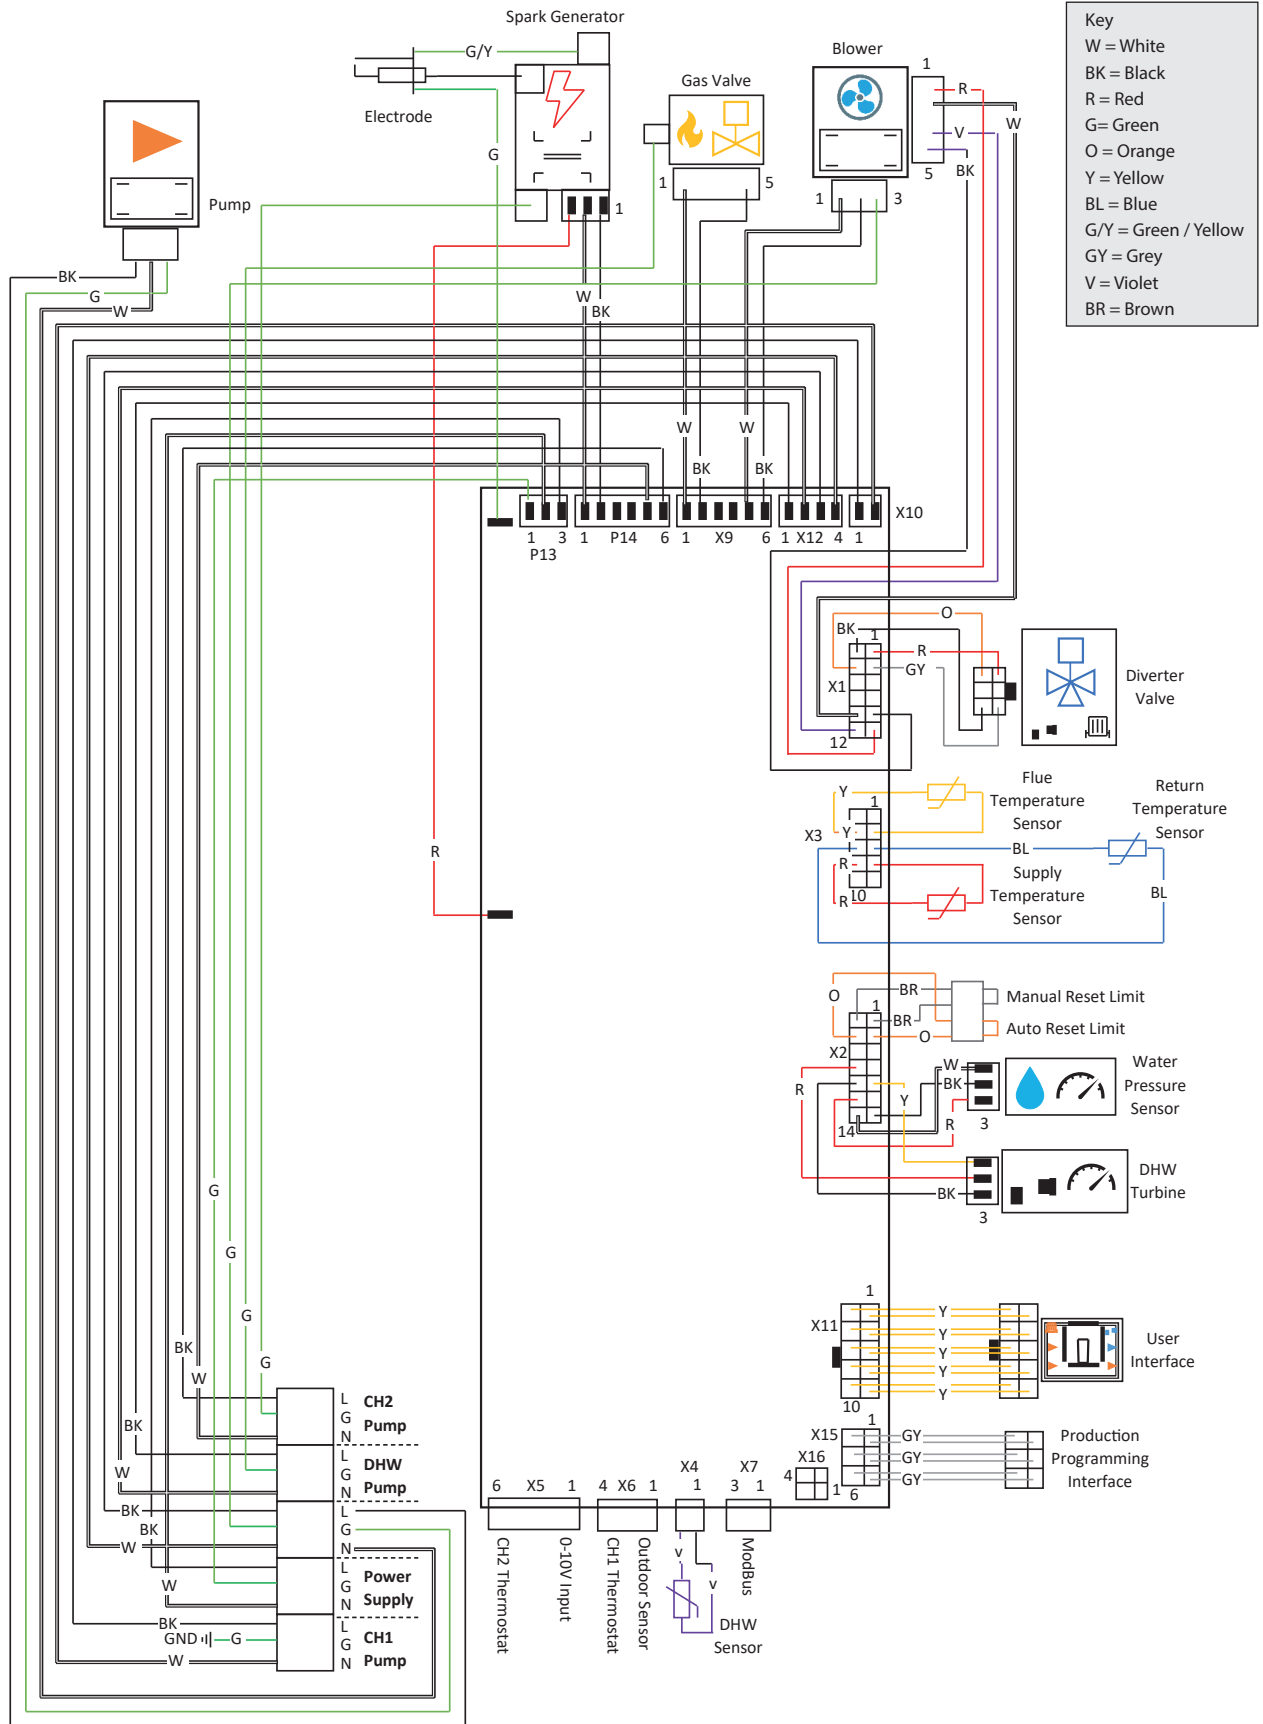 Spark Generator
Key
W = White
BK = Black
R = Red
G= Green
O = Orange
Y = Yellow
BL = Blue
G/Y = Green / Yellow
GY = Grey
V = Violet
BR = Brown
G/Y
Electrode
G
1
Gas Valve
1 5
Blower
1
R
W
V
5
BK
1 3
Pump
BK
G
W
W
BK
W
BK
W
BK
X10
1 3
P13
1 P14 6
1 X9 6
1 X12 4
1
O
BK 1
R
GY
X1
12
Diverter
Valve
Flue
Temperature
Sensor
Return
Temperature
Sensor
Y 1
X3 Y
BL
R
R 10
BL
Supply
Temperature
Sensor
R
O
BR 1
BR
O
X2
Manual Reset Limit
Auto Reset Limit
W
BK
R
Y
R
14
3
Water
Pressure
Sensor
BK
3
DHW
Turbine
G
G
G
G
BK
W
BK
W
BK
BK
W
W
BK
GND G
W
L
G
N
CH2
Pump
L
G
N
DHW
Pump
L
G
N
L
G
N
Power
Supply
L
G
N
CH1
Pump
1
X11
Y
Y
Y
Y
Y
10
User
Interface
1
X15
GY
GY
GY
6
Production
Programming
Interface
X16
4
1
6 X5 1
4 X6 1
X4
1
X7
3 1
CH2 Thermostat
0-10V Input
CH1 Thermostat
Outdoor Sensor
v
v
DHW
Sensor
ModBus